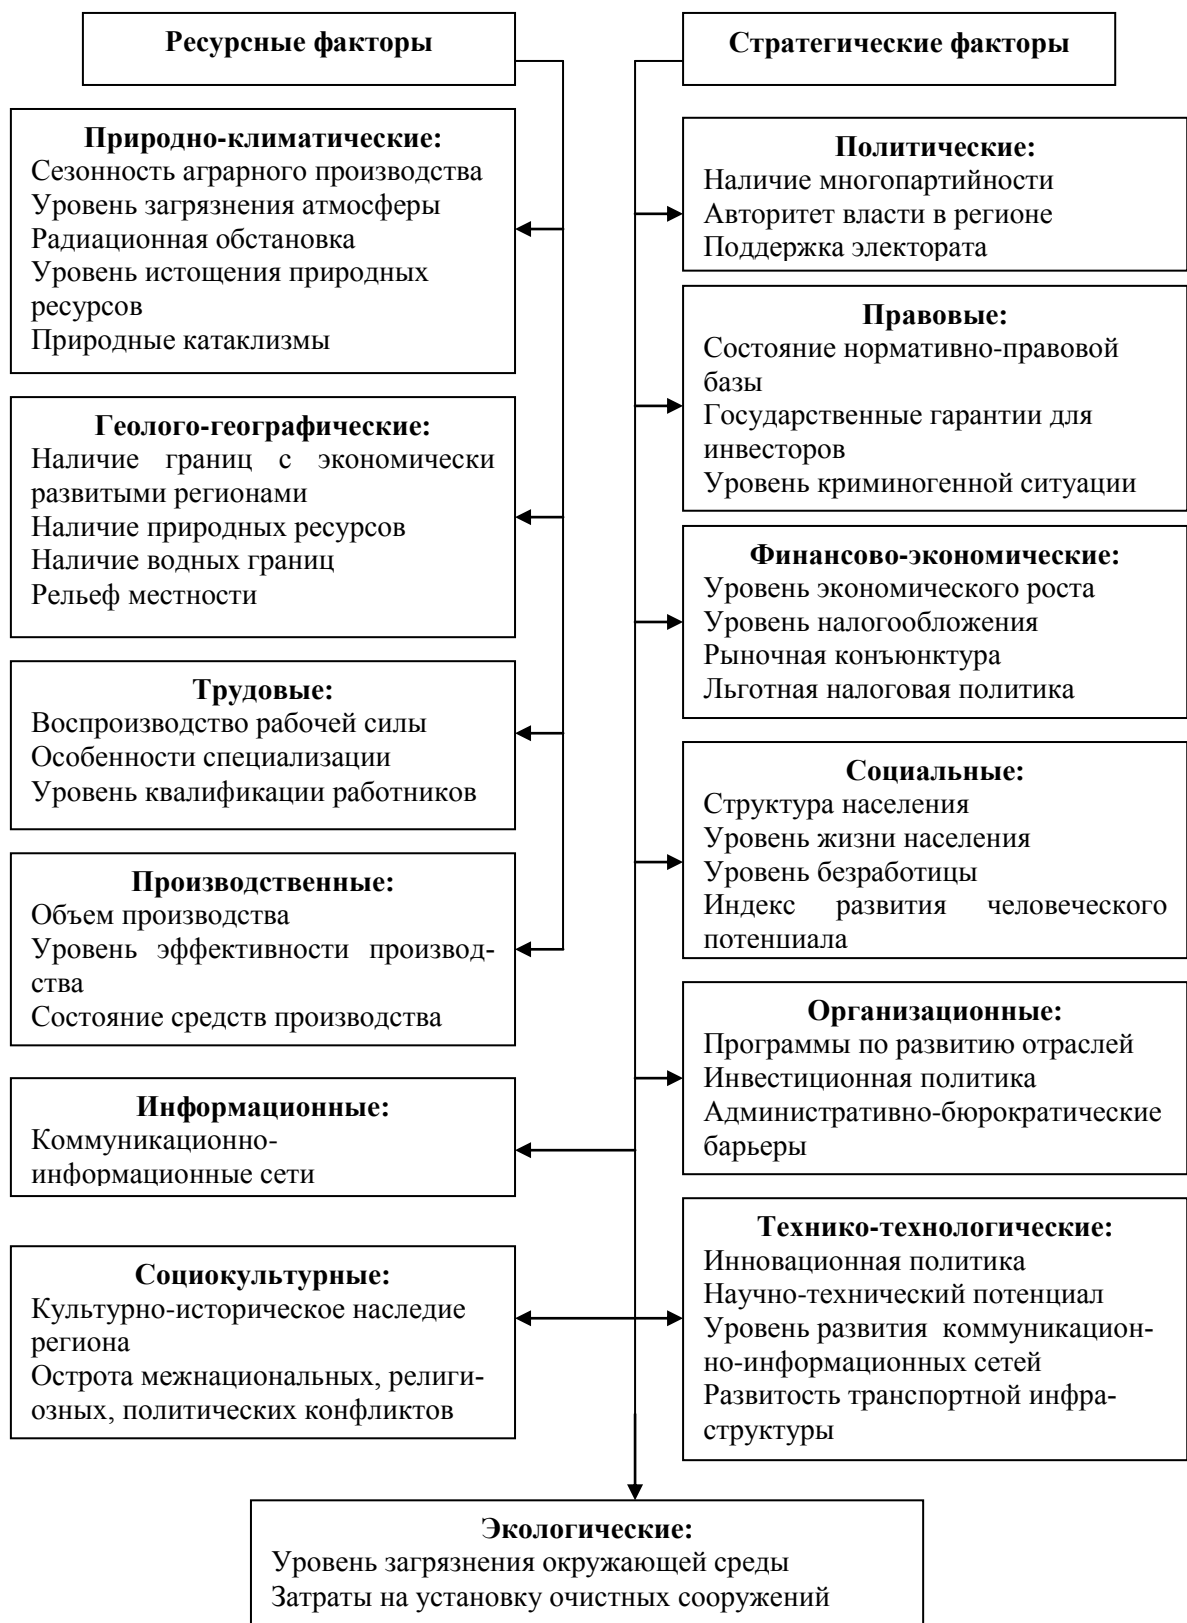 Ресурсные факторы
Природно-климатические:
Сезонность аграрного производства
Уровень загрязнения атмосферы
Радиационная обстановка
Уровень истощения природных
ресурсов
Природные катаклизмы
Геолого-географические:
Наличие границ с экономически
развитыми регионами
Наличие природных ресурсов
Наличие водных границ
Рельеф местности
Трудовые:
Воспроизводство рабочей силы
Особенности специализации
Уровень квалификации работников
Производственные:
Объем производства
Уровень эффективности производ-
ства
Состояние средств производства
Информационные:
Коммуникационно-
информационные сети
Социокультурные:
Культурно-историческое наследие
региона
Острота межнациональных, религи-
озных, политических конфликтов
Стратегические факторы
Политические:
Наличие многопартийности
Авторитет власти в регионе
Поддержка электората
Правовые:
Состояние нормативно-правовой
базы
Государственные гарантии для
инвесторов
Уровень криминогенной ситуации
Финансово-экономические:
Уровень экономического роста
Уровень налогообложения
Рыночная конъюнктура
Льготная налоговая политика
Социальные:
Структура населения
Уровень жизни населения
Уровень безработицы
Индекс развития человеческого
потенциала
Организационные:
Программы по развитию отраслей
Инвестиционная политика
Административно-бюрократические
барьеры
Технико-технологические:
Инновационная политика
Научно-технический потенциал
Уровень развития коммуникацион-
но-информационных сетей
Развитость транспортной инфра-
структуры
Экологические:
Уровень загрязнения окружающей среды
Затраты на установку очистных сооружений